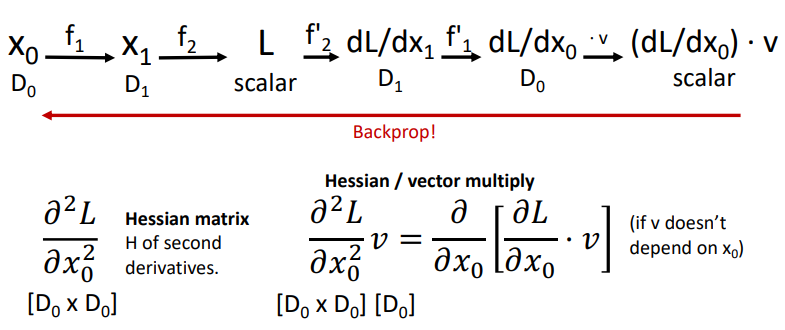 x₀ f₁ x₁ f₂ L f'₂ dL/dx₁ f'₁ dL/dx₀ · v (dL/dx₀) · v
D₀ D₁ scalar D₁ D₀ scalar
Backprop!
Hessian / vector multiply
∂²L Hessian matrix ∂²L ∂ ∂L
H of second v = [ · v] (if v doesn't
∂x₀² derivatives. ∂x₀² ∂x₀ ∂x₀ depend on x₀)
[D₀ x D₀] [D₀ x D₀] [D₀]